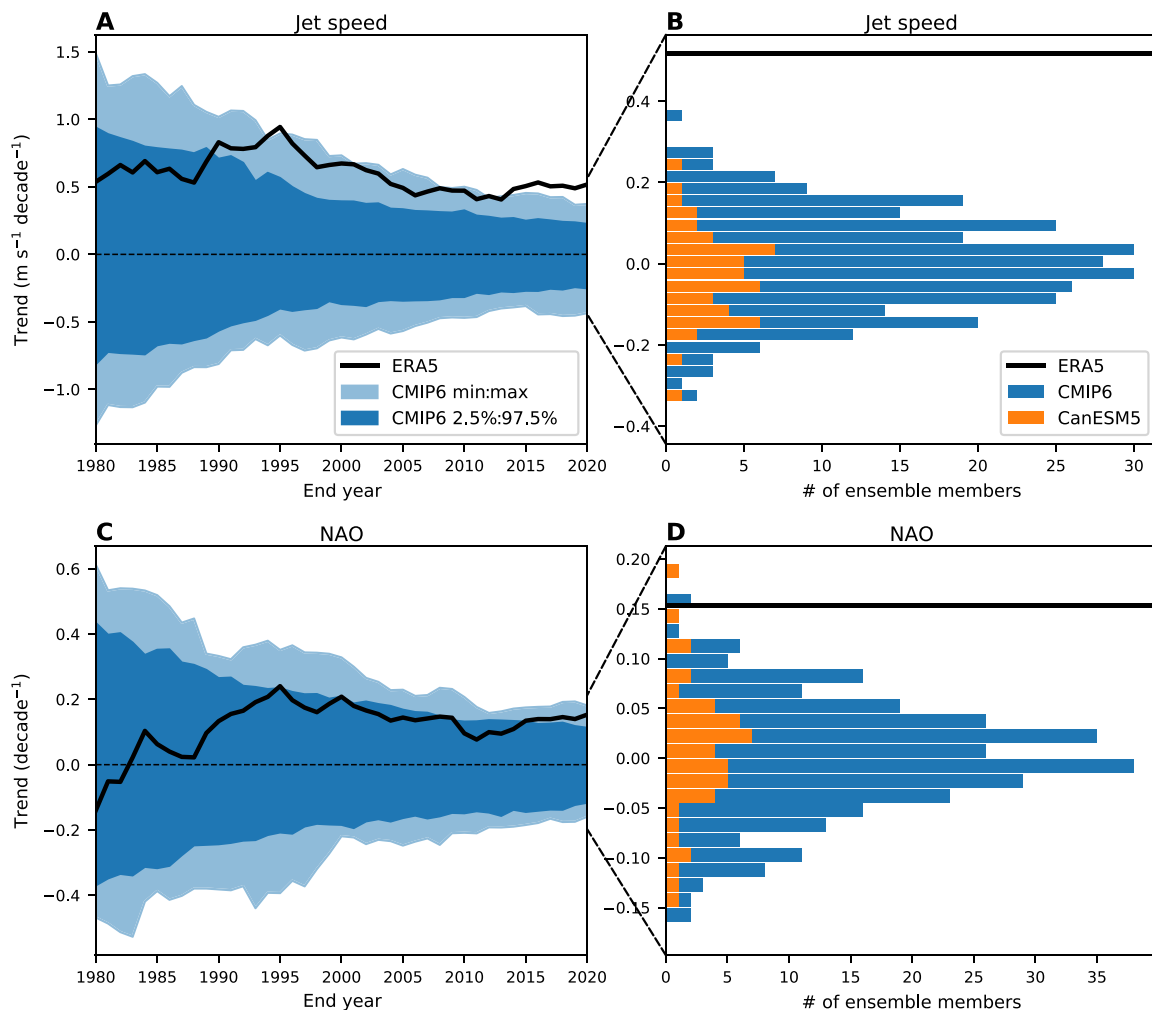 A
Jet speed
1.5
1.0
0.5
0.0
−0.5
−1.0
Trend (m s⁻¹ decade⁻¹)
ERA5
CMIP6 min:max
CMIP6 2.5%:97.5%
1980 1985 1990 1995 2000 2005 2010 2015 2020
End year
B
Jet speed
0.4
0.2
0.0
−0.2
−0.4
ERA5
CMIP6
CanESM5
0 5 10 15 20 25 30
# of ensemble members
C
NAO
0.6
0.4
0.2
0.0
−0.2
−0.4
Trend (decade⁻¹)
1980 1985 1990 1995 2000 2005 2010 2015 2020
End year
D
NAO
0.20
0.15
0.10
0.05
0.00
−0.05
−0.10
−0.15
0 5 10 15 20 25 30 35
# of ensemble members